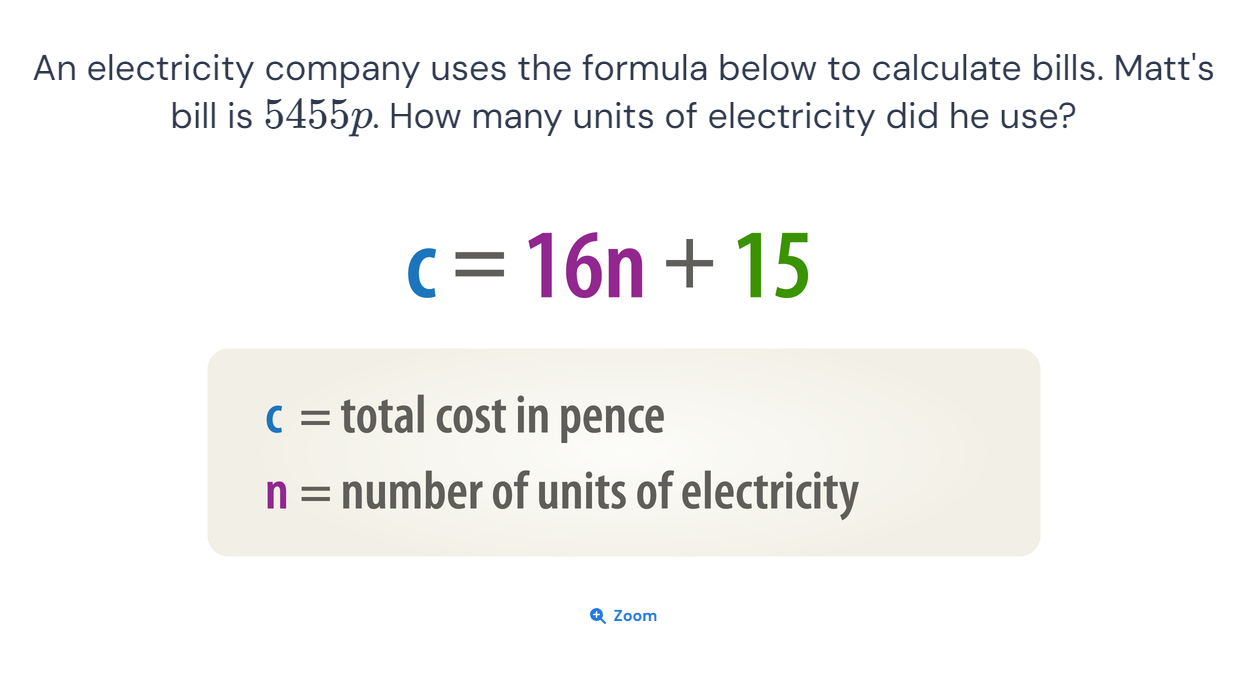 An electricity company uses the formula below to calculate bills. Matt's
bill is 5455p. How many units of electricity did he use?
c = 16n + 15
c = total cost in pence
n = number of units of electricity
Zoom